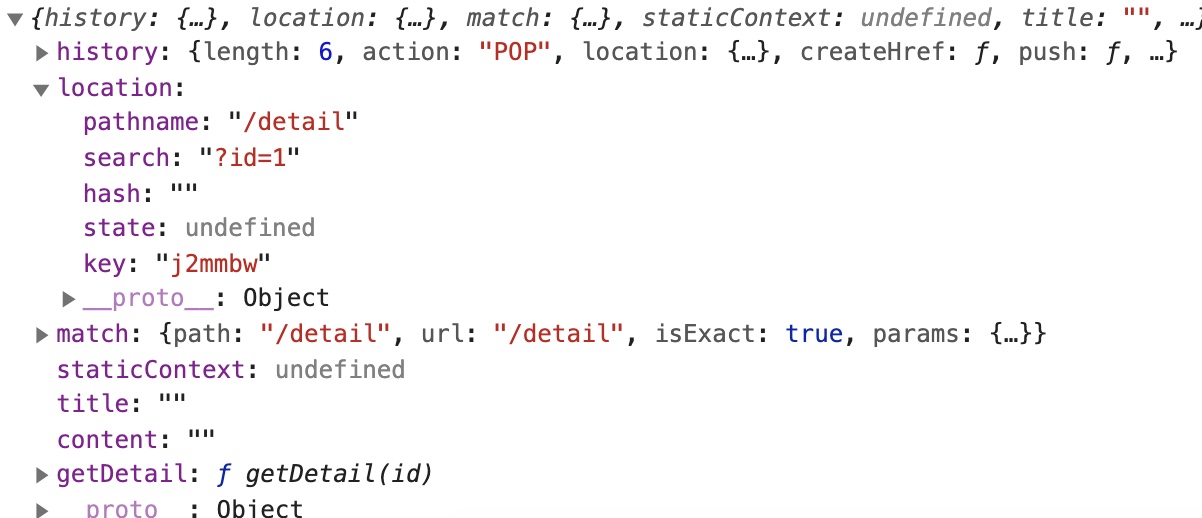 ▼{history: {…}, location: {…}, match: {…}, staticContext: undefined, title: "", …}
▶history: {length: 6, action: "POP", location: {…}, createHref: ƒ, push: ƒ, …}
▼location:
pathname: "/detail"
search: "?id=1"
hash: ""
state: undefined
key: "j2mmbw"
▶__proto__: Object
▶match: {path: "/detail", url: "/detail", isExact: true, params: {…}}
staticContext: undefined
title: ""
content: ""
▶getDetail: ƒ getDetail(id)
▶__proto__: Object